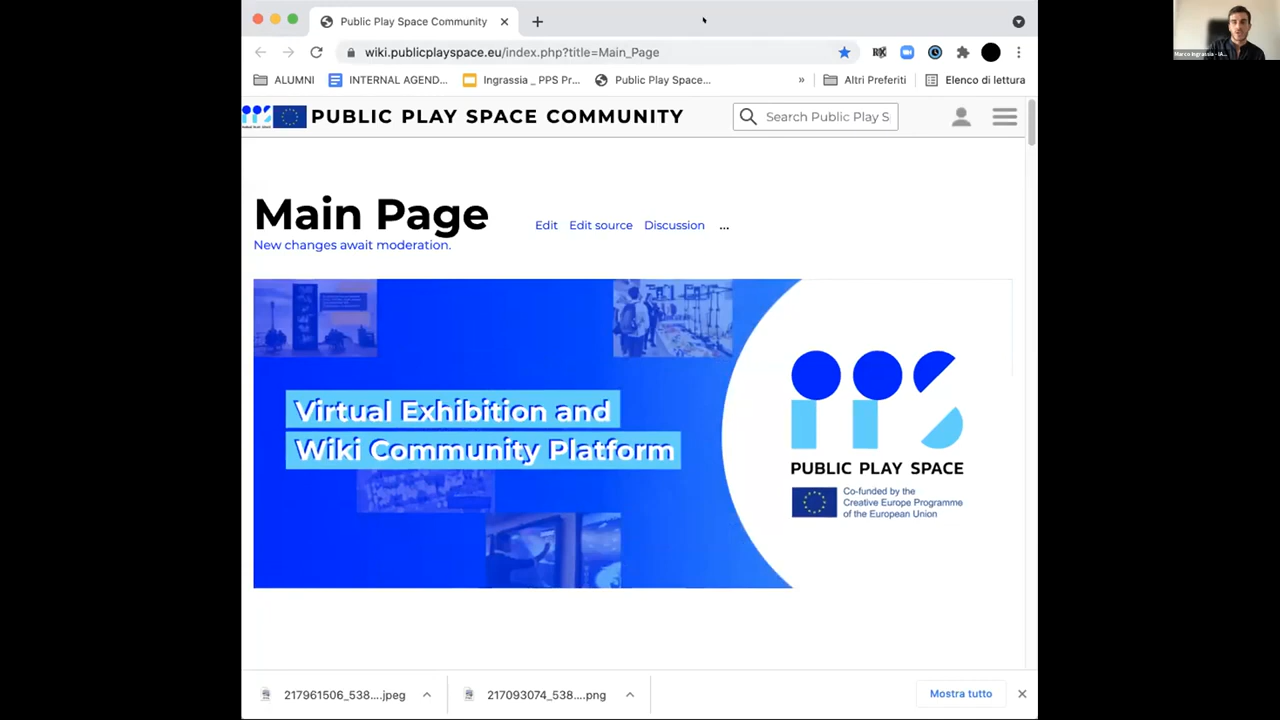 Public Play Space Community
wiki.publicplayspace.eu/index.php?title=Main_Page
ALUMNI
INTERNAL AGEND...
Ingrassia _ PPS Pr...
Public Play Space...
»
Altri Preferiti
Elenco di lettura
PUBLIC PLAY SPACE COMMUNITY
Search Public Play S
Main Page
Edit
Edit source
Discussion
...
New changes await moderation.
Virtual Exhibition and
Wiki Community Platform
PUBLIC PLAY SPACE
Co-funded by the
Creative Europe Programme
of the European Union
217961506_538....jpeg
217093074_538....png
Mostra tutto
Marco Ingrassia - IA...